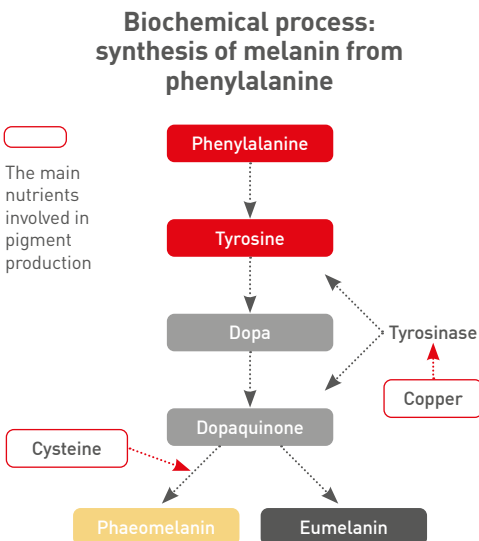 Biochemical process:
synthesis of melanin from
phenylalanine
Phenylalanine
The main
nutrients
involved in
pigment
production
Tyrosine
Dopa
Tyrosinase
Copper
Dopaquinone
Cysteine
Phaeomelanin
Eumelanin